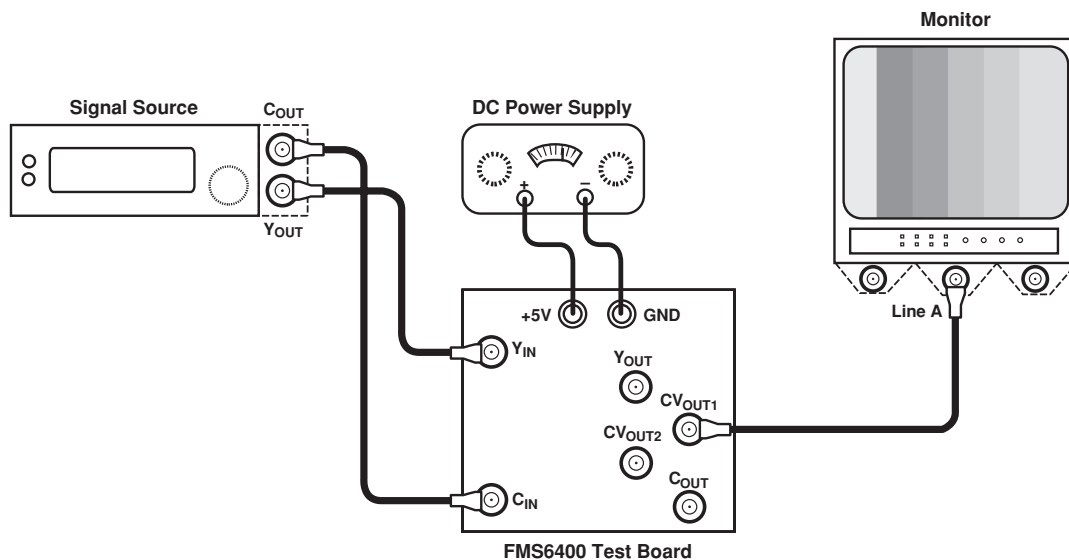 Monitor
Signal Source
COUT
DC Power Supply
+ −
YOUT
Line A
+5V
GND
YIN
YOUT
CVOUT1
CVOUT2
COUT
CIN
FMS6400 Test Board